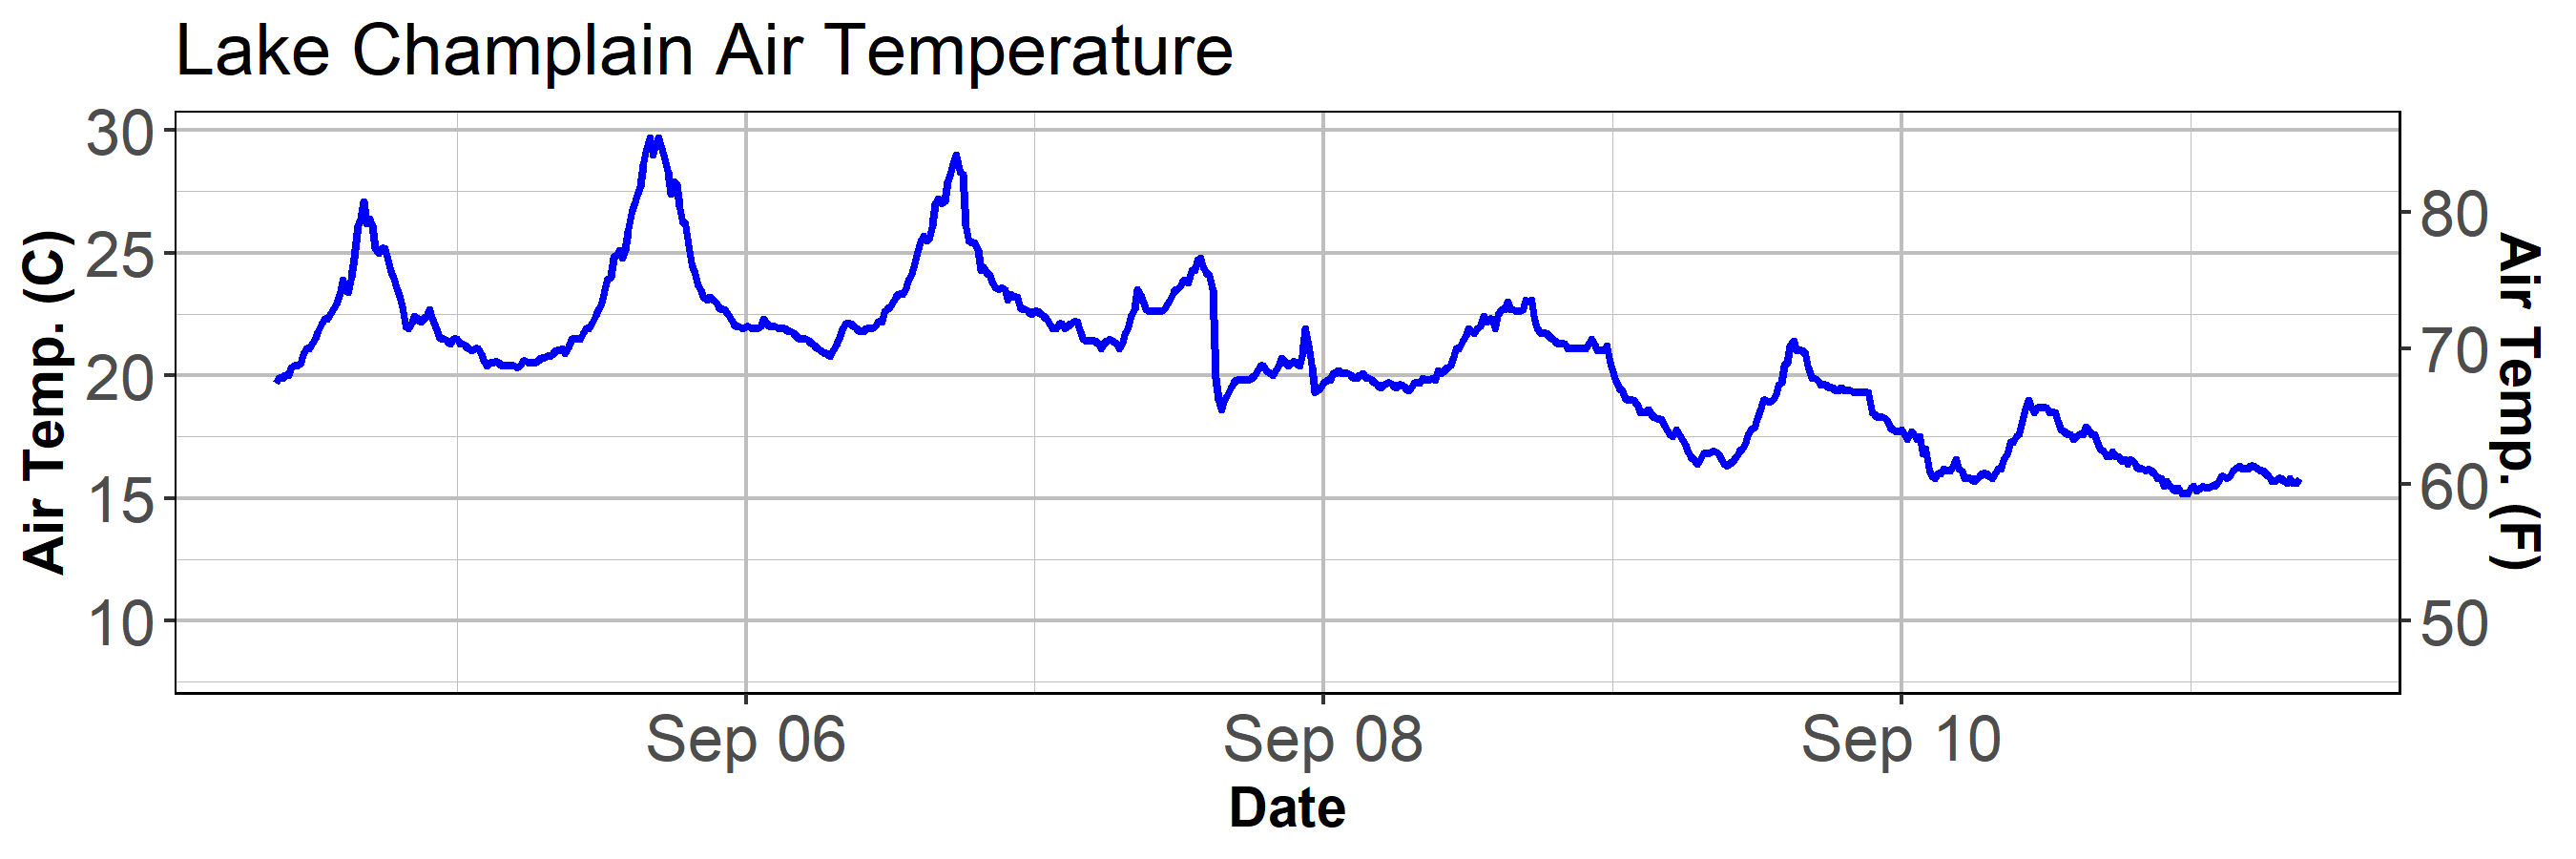 Lake Champlain Air Temperature
30
25
20
15
10
Air Temp. (C)
80
70
60
50
Air Temp. (F)
Sep 06
Sep 08
Sep 10
Date